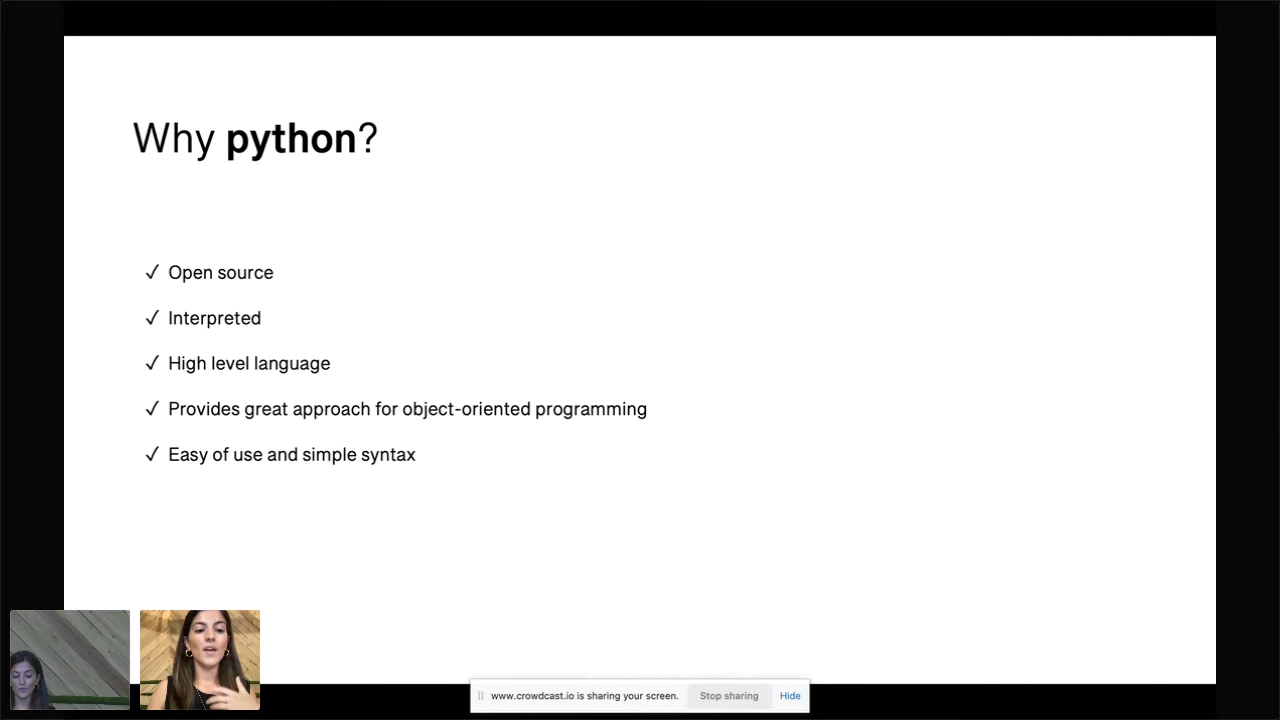 Why python?
✓ Open source
✓ Interpreted
✓ High level language
✓ Provides great approach for object-oriented programming
✓ Easy of use and simple syntax
www.crowdcast.io is sharing your screen. Stop sharing Hide